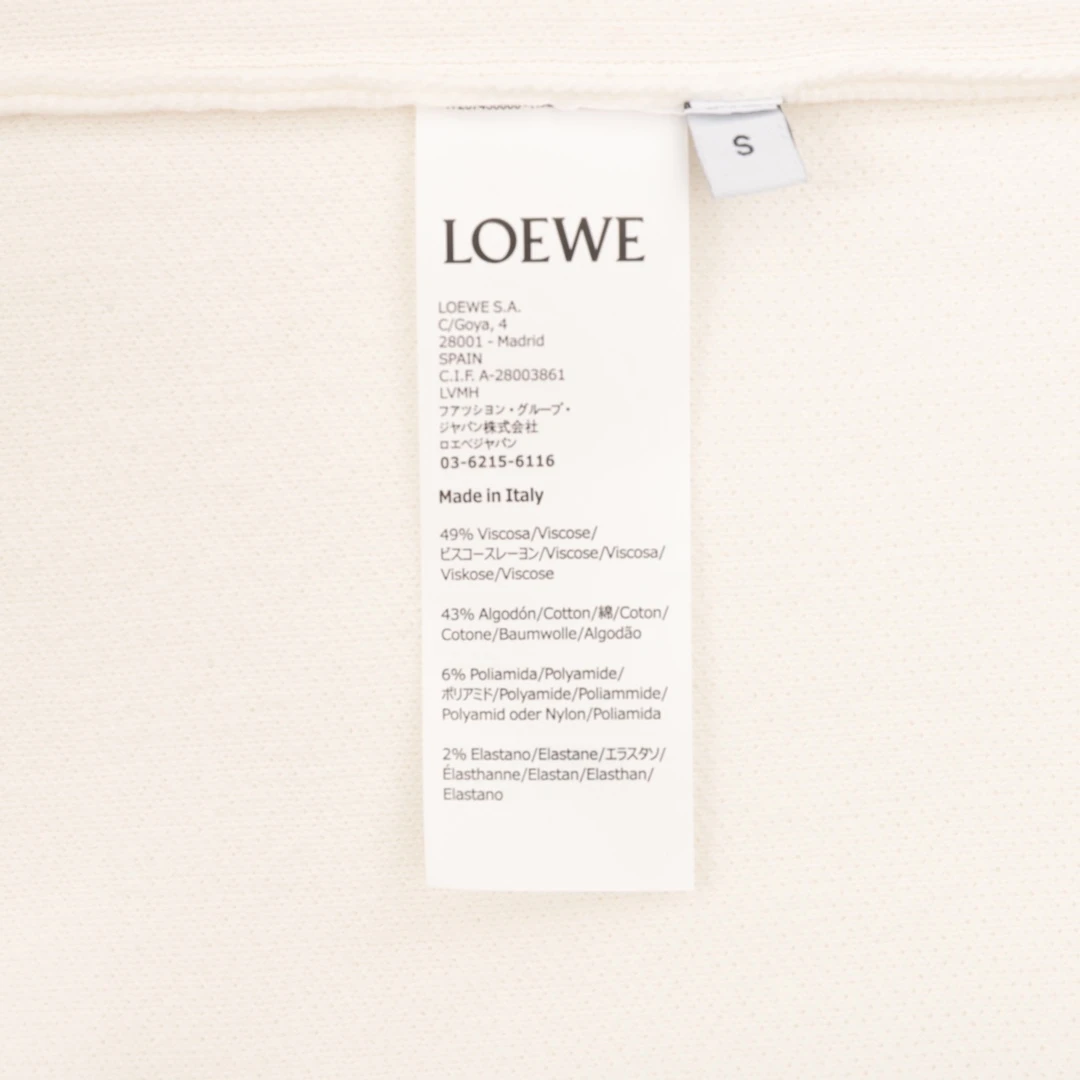 S
LOEWE
LOEWE S.A.
C/Goya, 4
28001 - Madrid
SPAIN
C.I.F. A-28003861
LVMH
ファッション・グループ・
ジャパン株式会社
ロエベジャパン
03-6215-6116
Made in Italy
49% Viscosa/Viscose/
ビスコースレーヨン/Viscose/Viscosa/
Viskose/Viscose
43% Algodón/Cotton/綿/Coton/
Cotone/Baumwolle/Algodão
6% Poliamida/Polyamide/
ポリアミド/Polyamide/Poliammide/
Polyamid oder Nylon/Poliamida
2% Elastano/Elastane/エラスタン/
Élasthanne/Elastan/Elasthan/
Elastano